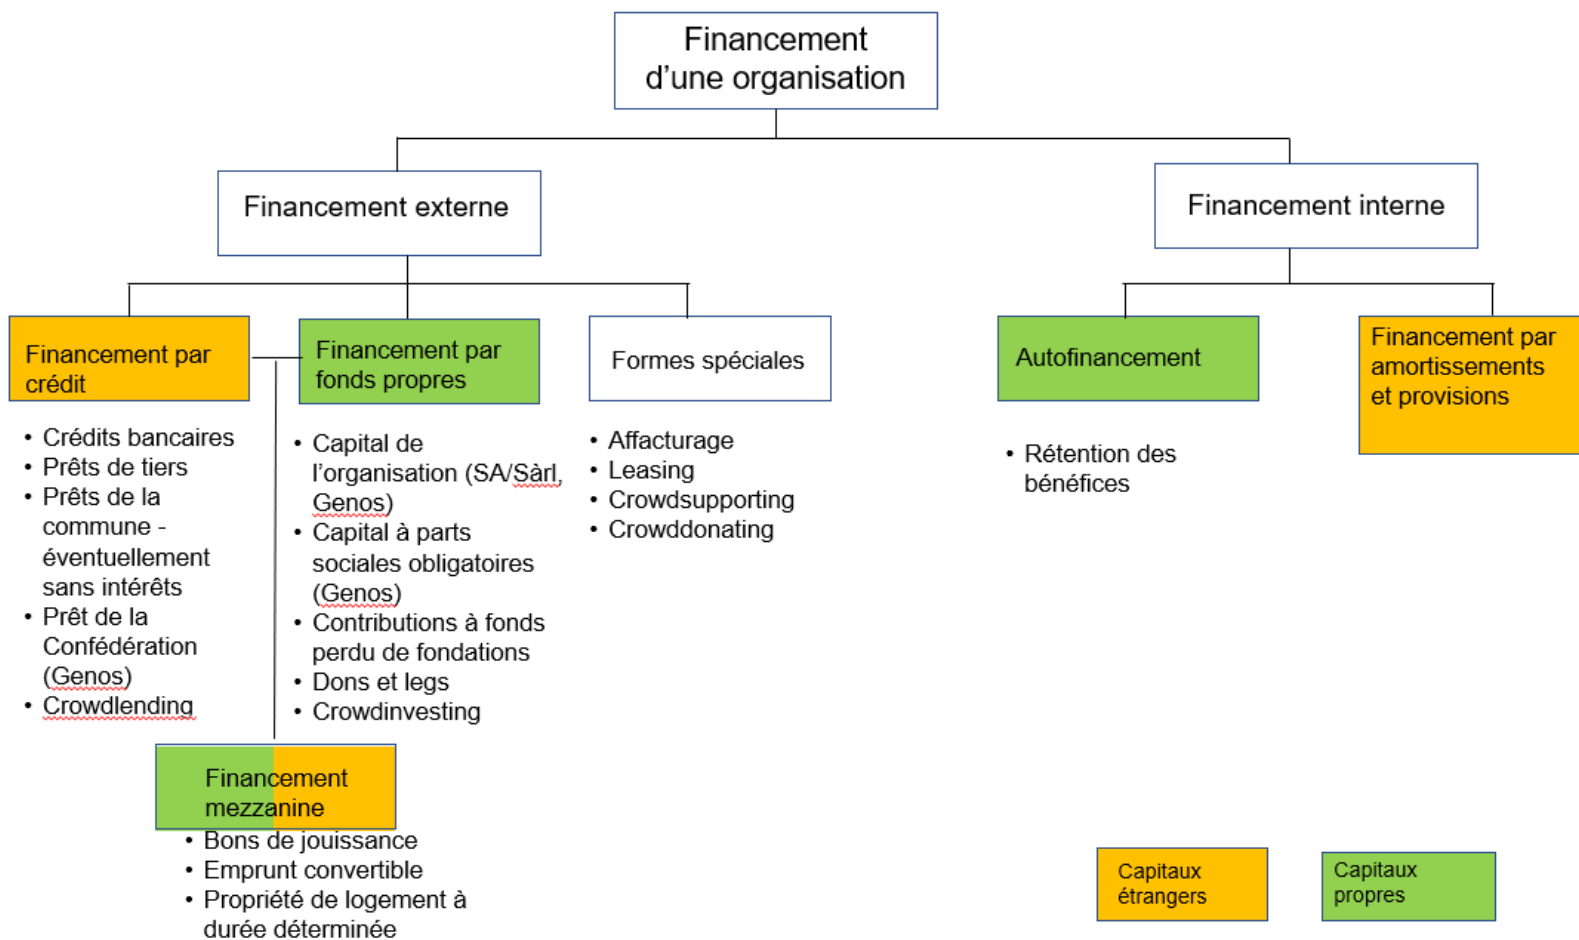 Financement
d’une organisation
Financement externe
Financement interne
Financement par
crédit
Financement par
fonds propres
Formes spéciales
Autofinancement
Financement par
amortissements
et provisions
• Crédits bancaires
• Prêts de tiers
• Prêts de la
commune -
éventuellement
sans intérêts
• Prêt de la
Confédération
(Genos)
• Crowdlending
• Capital de
l’organisation (SA/Sàrl,
Genos)
• Capital à parts
sociales obligatoires
(Genos)
• Contributions à fonds
perdu de fondations
• Dons et legs
• Crowdinvesting
• Affacturage
• Leasing
• Crowdsupporting
• Crowddonating
• Rétention des
bénéfices
Financement
mezzanine
• Bons de jouissance
• Emprunt convertible
• Propriété de logement à
durée déterminée
Capitaux
étrangers
Capitaux
propres